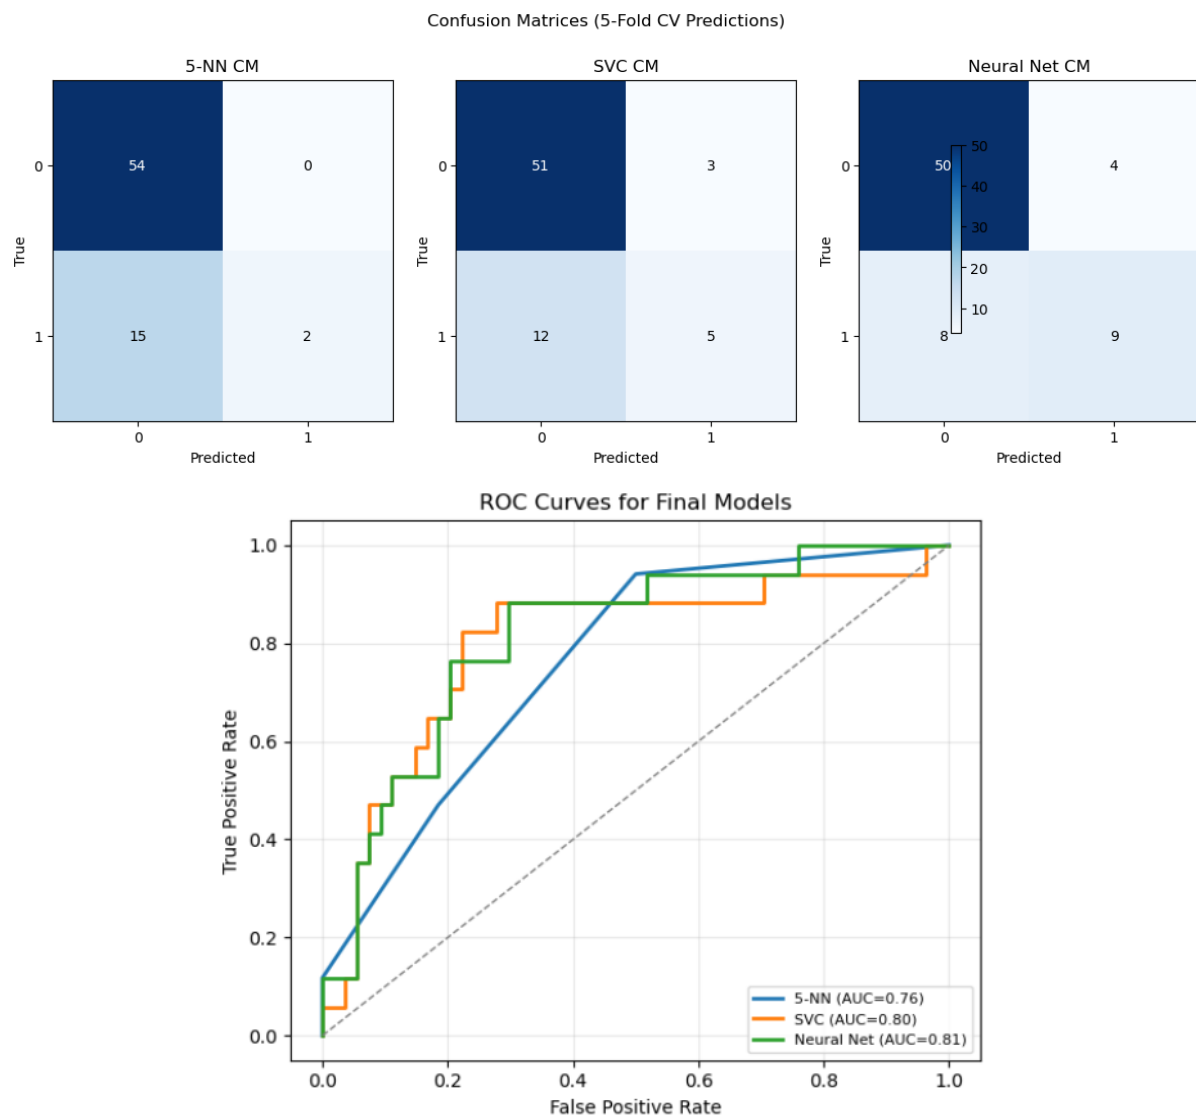 Confusion Matrices (5-Fold CV Predictions)
5-NN CM
SVC CM
Neural Net CM
0
54
0
0
51
3
0
50
4
50
40
30
20
10
True
True
True
1
15
2
1
12
5
1
8
9
0
1
0
1
0
1
Predicted
Predicted
Predicted
ROC Curves for Final Models
1.0
0.8
0.6
0.4
0.2
0.0
True Positive Rate
5-NN (AUC=0.76)
SVC (AUC=0.80)
Neural Net (AUC=0.81)
0.0
0.2
0.4
0.6
0.8
1.0
False Positive Rate